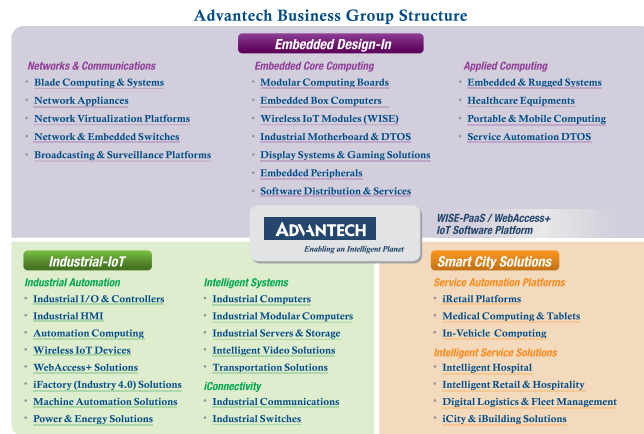 Advantech Business Group Structure
Embedded Design-In
Networks & Communications
Blade Computing & Systems
Network Appliances
Network Virtualization Platforms
Network & Embedded Switches
Broadcasting & Surveillance Platforms
Embedded Core Computing
Modular Computing Boards
Embedded Box Computers
Wireless IoT Modules (WISE)
Industrial Motherboard & DTOS
Display Systems & Gaming Solutions
Embedded Peripherals
Software Distribution & Services
Applied Computing
Embedded & Rugged Systems
Healthcare Equipments
Portable & Mobile Computing
Service Automation DTOS
ADVANTECH
Enabling an Intelligent Planet
WISE-PaaS / WebAccess+
IoT Software Platform
Industrial-IoT
Industrial Automation
Industrial I/O & Controllers
Industrial HMI
Automation Computing
Wireless IoT Devices
WebAccess+ Solutions
iFactory (Industry 4.0) Solutions
Machine Automation Solutions
Power & Energy Solutions
Intelligent Systems
Industrial Computers
Industrial Modular Computers
Industrial Servers & Storage
Intelligent Video Solutions
Transportation Solutions
iConnectivity
Industrial Communications
Industrial Switches
Smart City Solutions
Service Automation Platforms
iRetail Platforms
Medical Computing & Tablets
In-Vehicle Computing
Intelligent Service Solutions
Intelligent Hospital
Intelligent Retail & Hospitality
Digital Logistics & Fleet Management
iCity & iBuilding Solutions